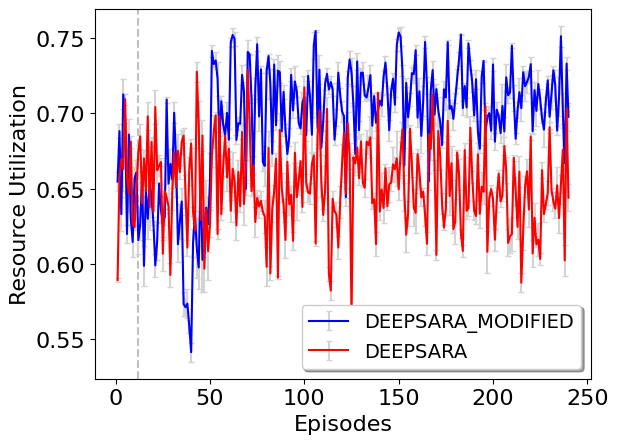 Resource Utilization
0.75
0.70
0.65
0.60
0.55
DEEPSARA_MODIFIED
DEEPSARA
0 50 100 150 200 250
Episodes